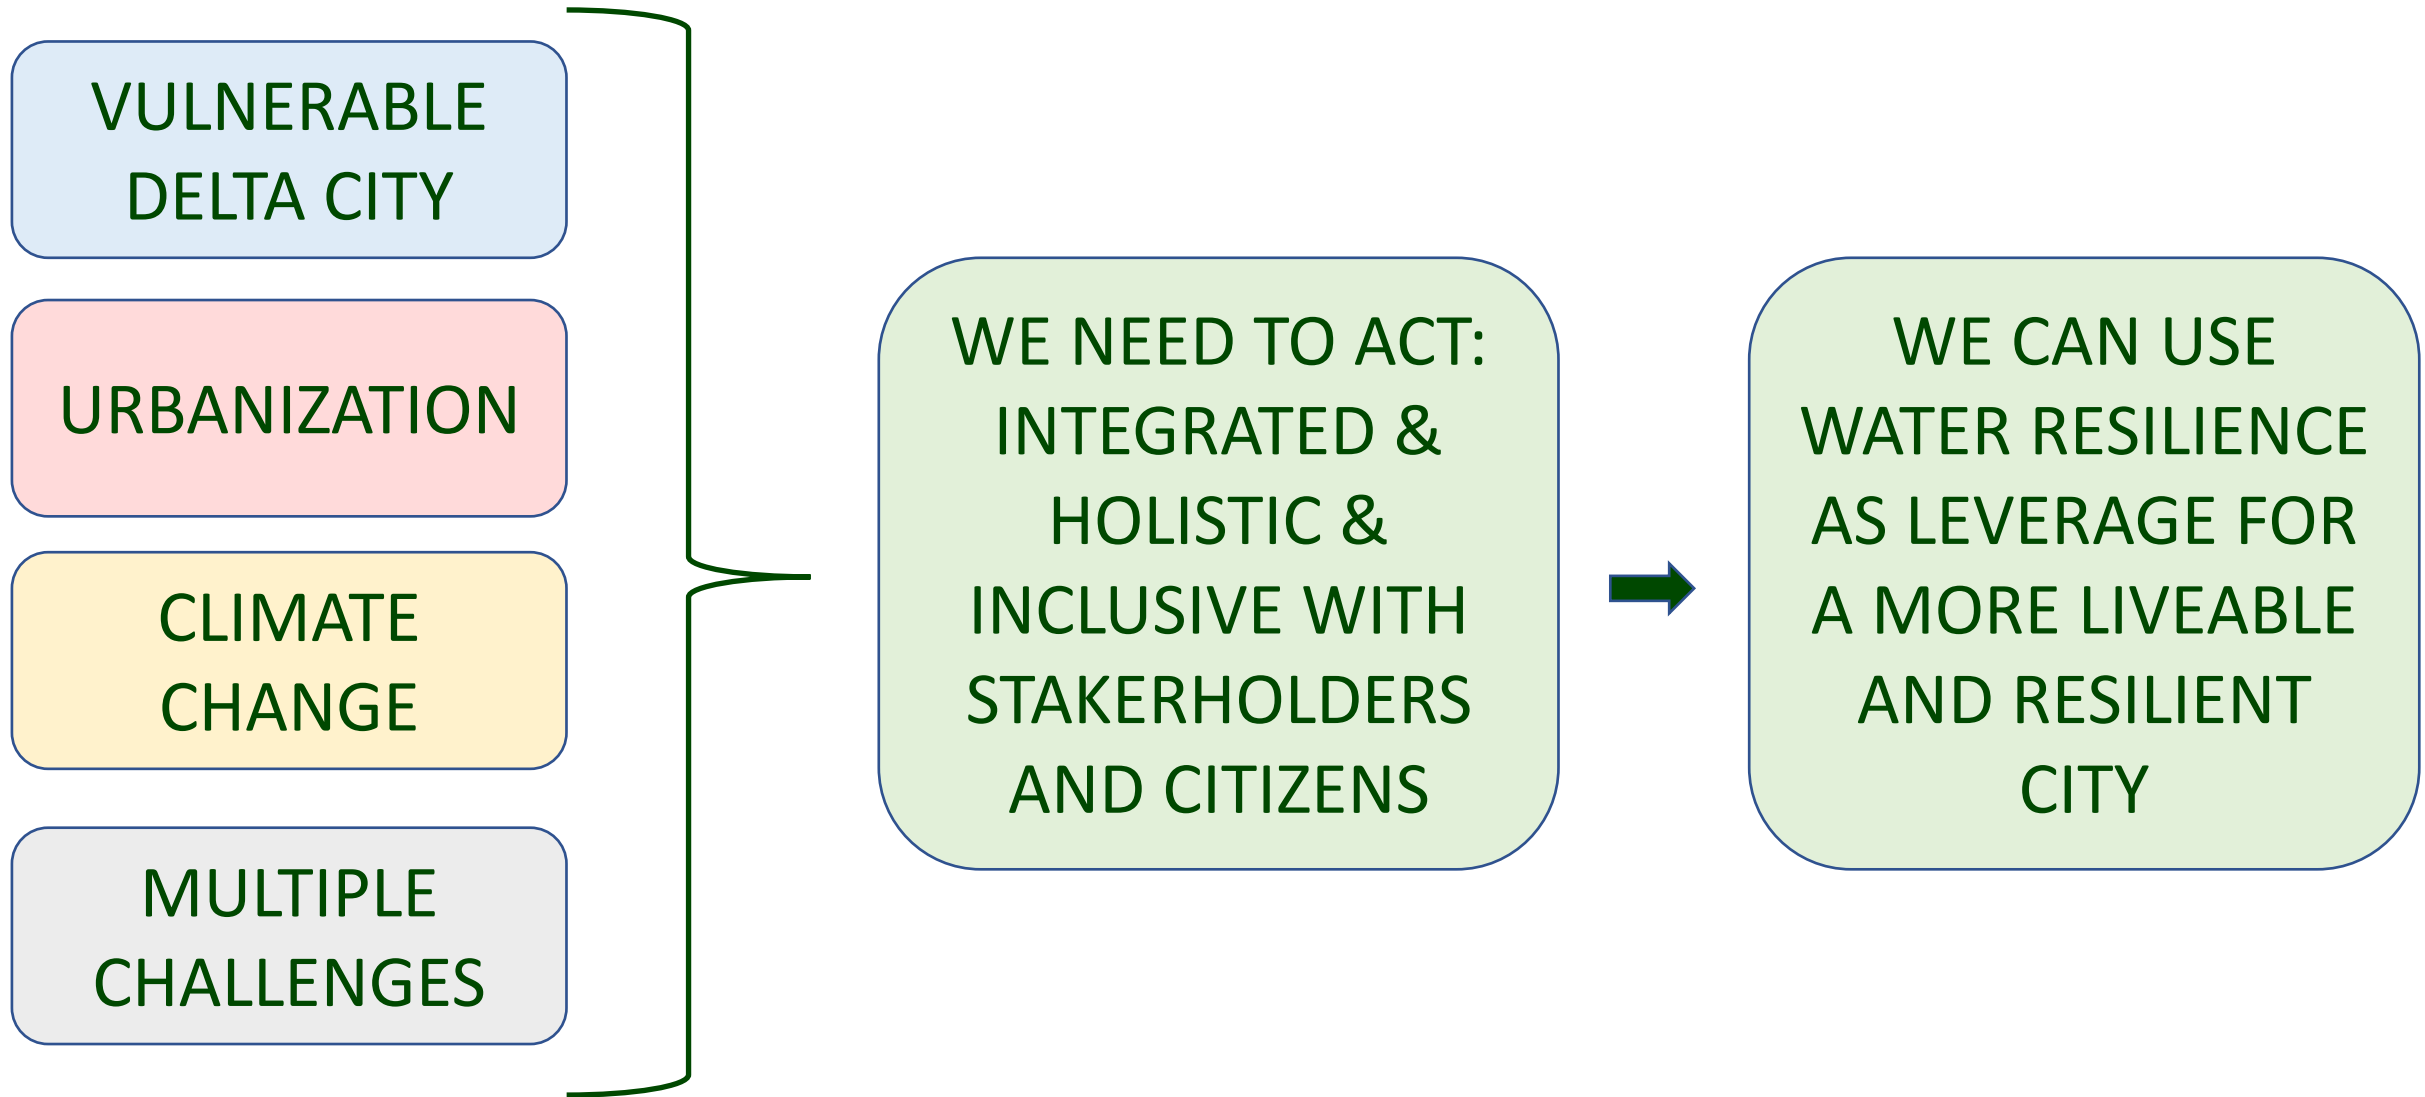 VULNERABLE
DELTA CITY
URBANIZATION
CLIMATE
CHANGE
MULTIPLE
CHALLENGES
WE NEED TO ACT:
INTEGRATED &
HOLISTIC &
INCLUSIVE WITH
STAKERHOLDERS
AND CITIZENS
WE CAN USE
WATER RESILIENCE
AS LEVERAGE FOR
A MORE LIVEABLE
AND RESILIENT
CITY